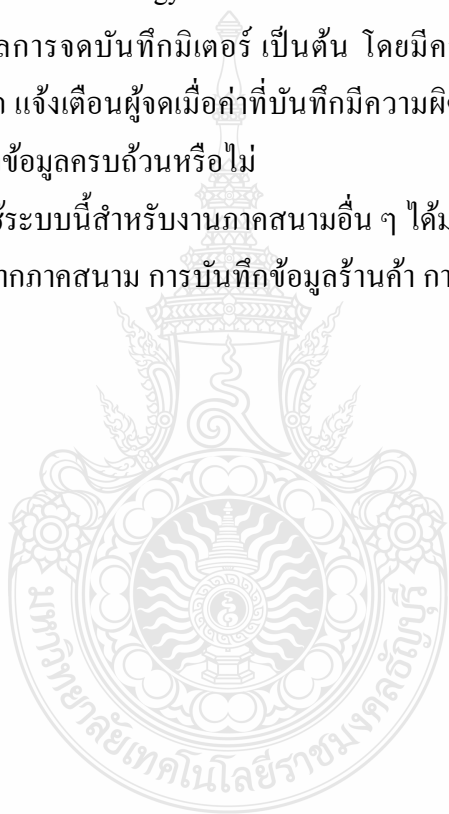 ลการจดบันทึกมิเตอร์ เป็นต้น โดยมีค
แจ้งเตือนผู้จดเมื่อค่าที่บันทึกมีความผิ
ข้อมูลครบถ้วนหรือไม่
ระบบนี้สำหรับงานภาคสนามอื่น ๆ ได้ม
ากภาคสนาม การบันทึกข้อมูลร้านค้า กา
มหาวิทยาลัยเทคโนโลยีราชมงคลธัญบุรี